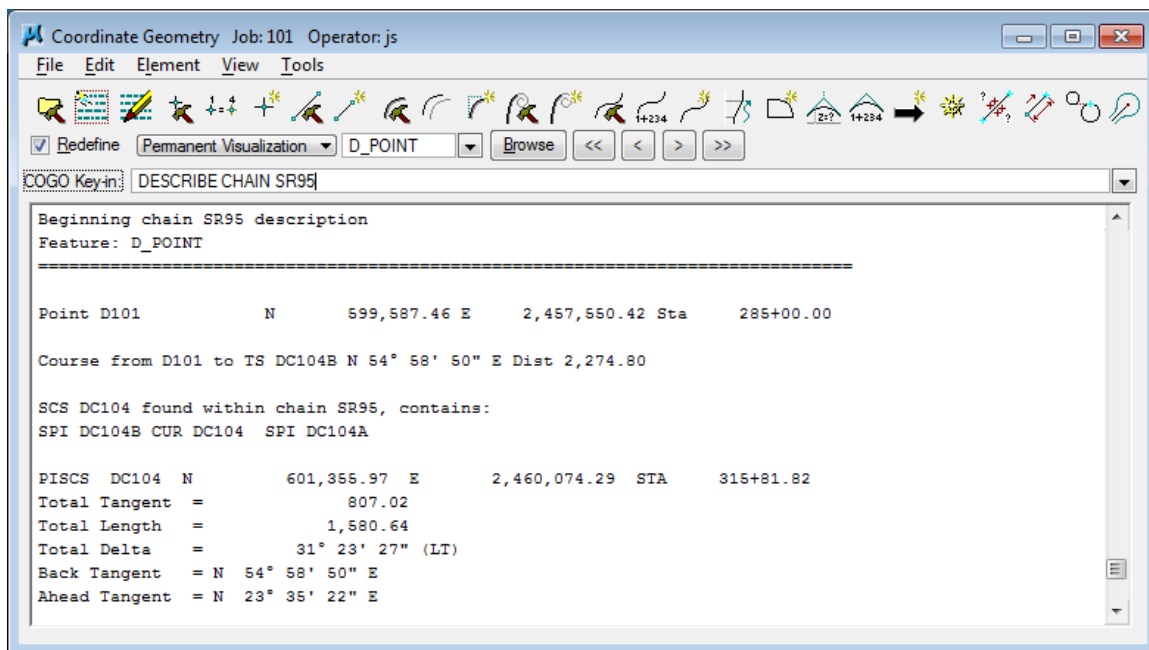 Coordinate Geometry Job: 101 Operator: js
File Edit Element View Tools
Redefine Permanent Visualization D_POINT Browse << < > >>
COGO Key-in: DESCRIBE CHAIN SR95
Beginning chain SR95 description
Feature: D_POINT
==============================================================================
Point D101 N 599,587.46 E 2,457,550.42 Sta 285+00.00
Course from D101 to TS DC104B N 54° 58' 50" E Dist 2,274.80
SCS DC104 found within chain SR95, contains:
SPI DC104B CUR DC104 SPI DC104A
PISCS DC104 N 601,355.97 E 2,460,074.29 STA 315+81.82
Total Tangent = 807.02
Total Length = 1,580.64
Total Delta = 31° 23' 27" (LT)
Back Tangent = N 54° 58' 50" E
Ahead Tangent = N 23° 35' 22" E